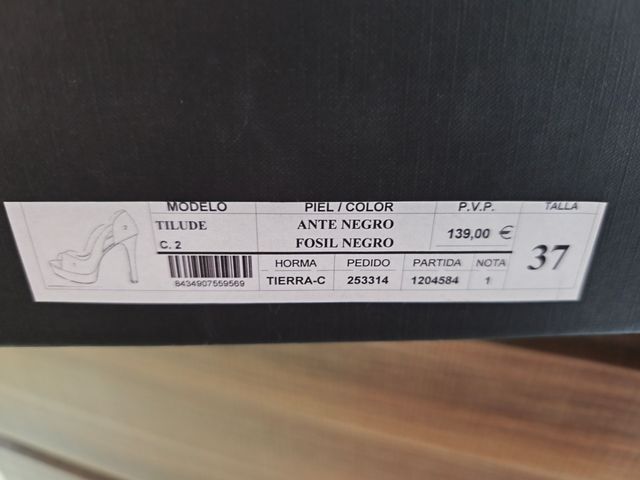 MODELO PIEL / COLOR P.V.P. TALLA
TILUDE ANTE NEGRO 139,00 € 37
C. 2 FOSIL NEGRO
8434907559569
HORMA PEDIDO PARTIDA NOTA
TIERRA-C 253314 1204584 1